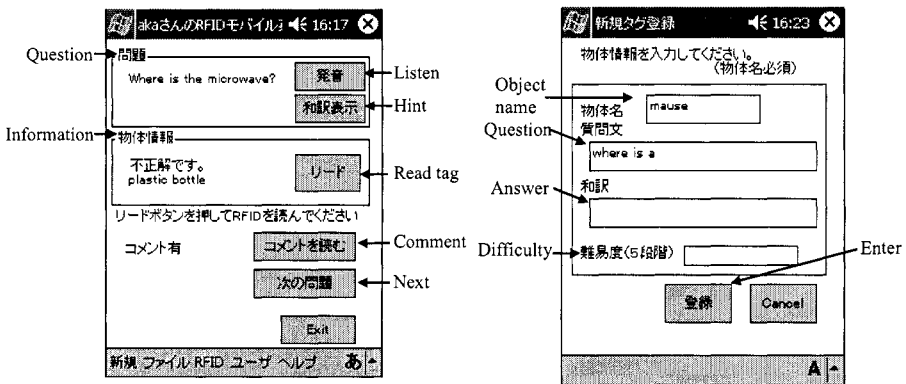 akaさんのRFIDモバイル 16:17
Question
問題
Where is the microwave?
発音
Listen
和訳表示
Hint
Information
物体情報
不正解です。
plastic bottle
リード
Read tag
リードボタンを押してRFIDを読んでください
コメント有
コメントを読む
Comment
次の問題
Next
Exit
新規 ファイル RFID ユーザ ヘルプ あ
新規タグ登録 16:23
物体情報を入力してください。
(物体名必須)
Object name
物体名
mause
Question
質問文
where is a
Answer
和訳
Difficulty
難易度(5段階)
Enter
登録
Cancel
A